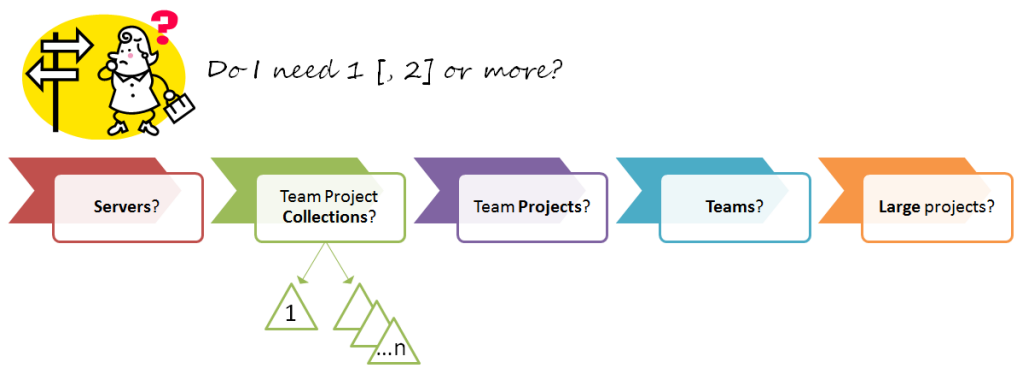 ?
Do I need 1 [, 2] or more?
Servers?
Team Project
Collections?
Team Projects?
Teams?
Large projects?
1
...n